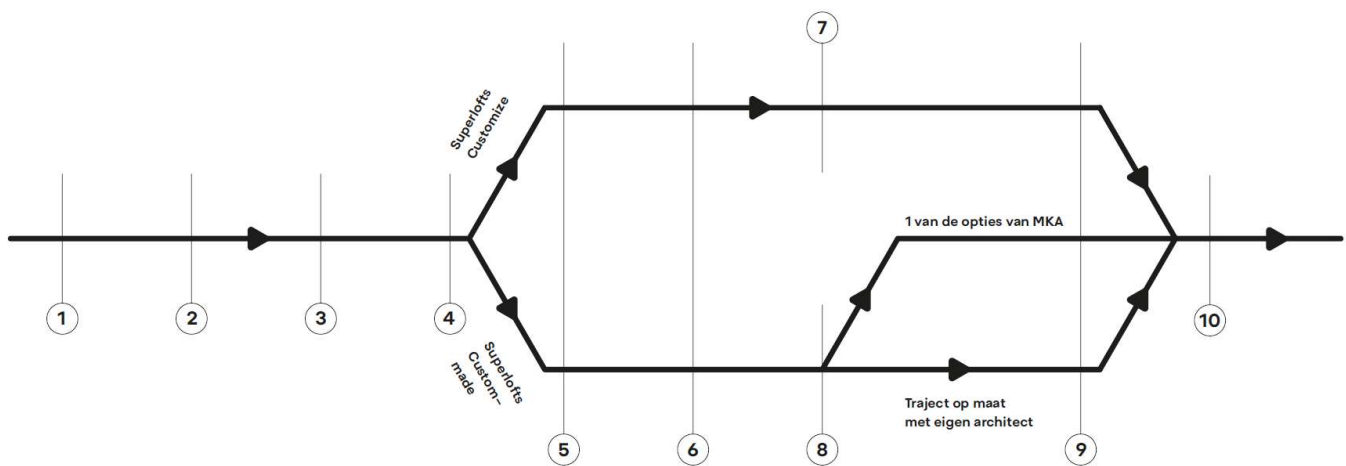 7
Superlofts
Customize
1 van de opties van MKA
1
2
3
4
10
Superlofts
Custom–
made
Traject op maat
met eigen architect
5
6
8
9